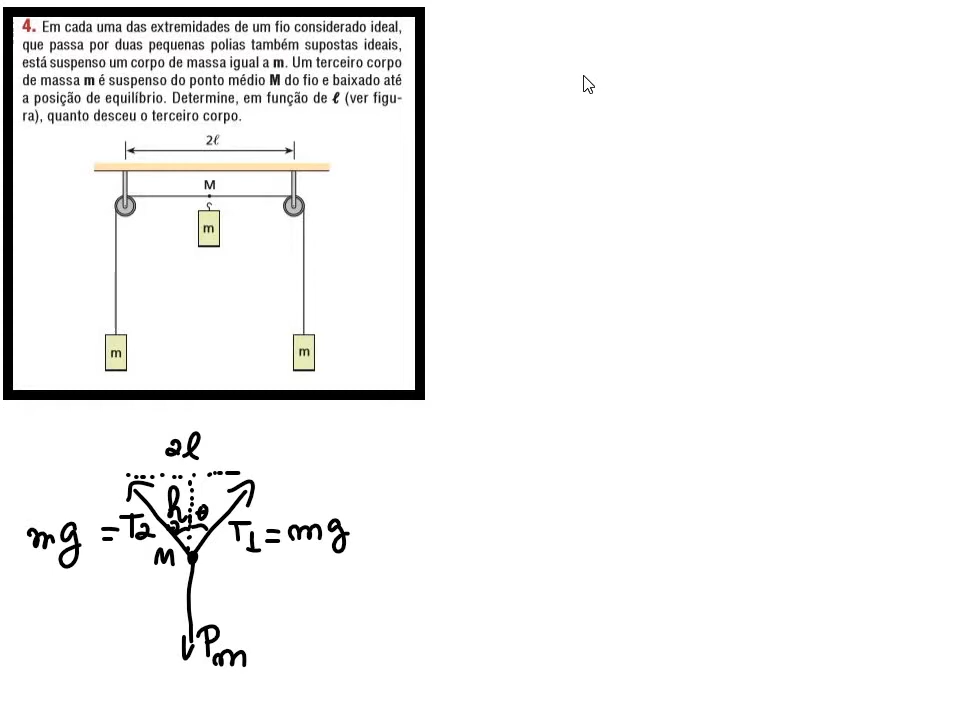 4. Em cada uma das extremidades de um fio considerado ideal,
que passa por duas pequenas polias também supostas ideais,
está suspenso um corpo de massa igual a m. Um terceiro corpo
de massa m é suspenso do ponto médio M do fio e baixado até
a posição de equilíbrio. Determine, em função de ℓ (ver figu-
ra), quanto desceu o terceiro corpo.
2ℓ
M
m
m
m
2l
h θ
mg = T2 T1 = mg
M
Pm